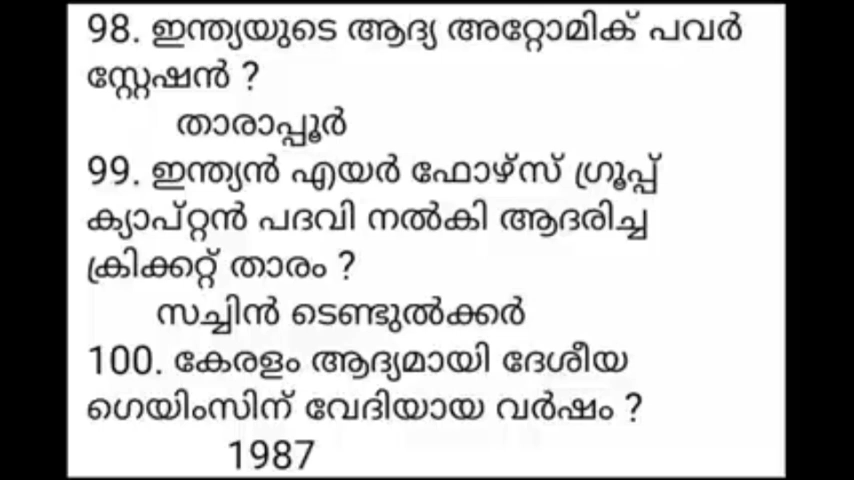 98. ഇന്ത്യയുടെ ആദ്യ അറ്റോമിക് പവർ
സ്റ്റേഷൻ ?
താരാപ്പൂർ
99. ഇന്ത്യൻ എയർ ഫോഴ്സ് ഗ്രൂപ്പ്
ക്യാപ്റ്റൻ പദവി നൽകി ആദരിച്ച
ക്രിക്കറ്റ് താരം ?
സച്ചിൻ ടെണ്ടുൽക്കർ
100. കേരളം ആദ്യമായി ദേശീയ
ഗെയിംസിന് വേദിയായ വർഷം ?
1987